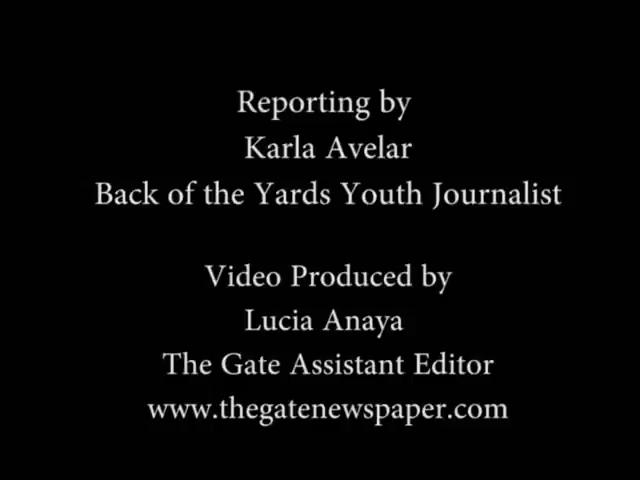 Reporting by
Karla Avelar
Back of the Yards Youth Journalist
Video Produced by
Lucia Anaya
The Gate Assistant Editor
www.thegatenewspaper.com